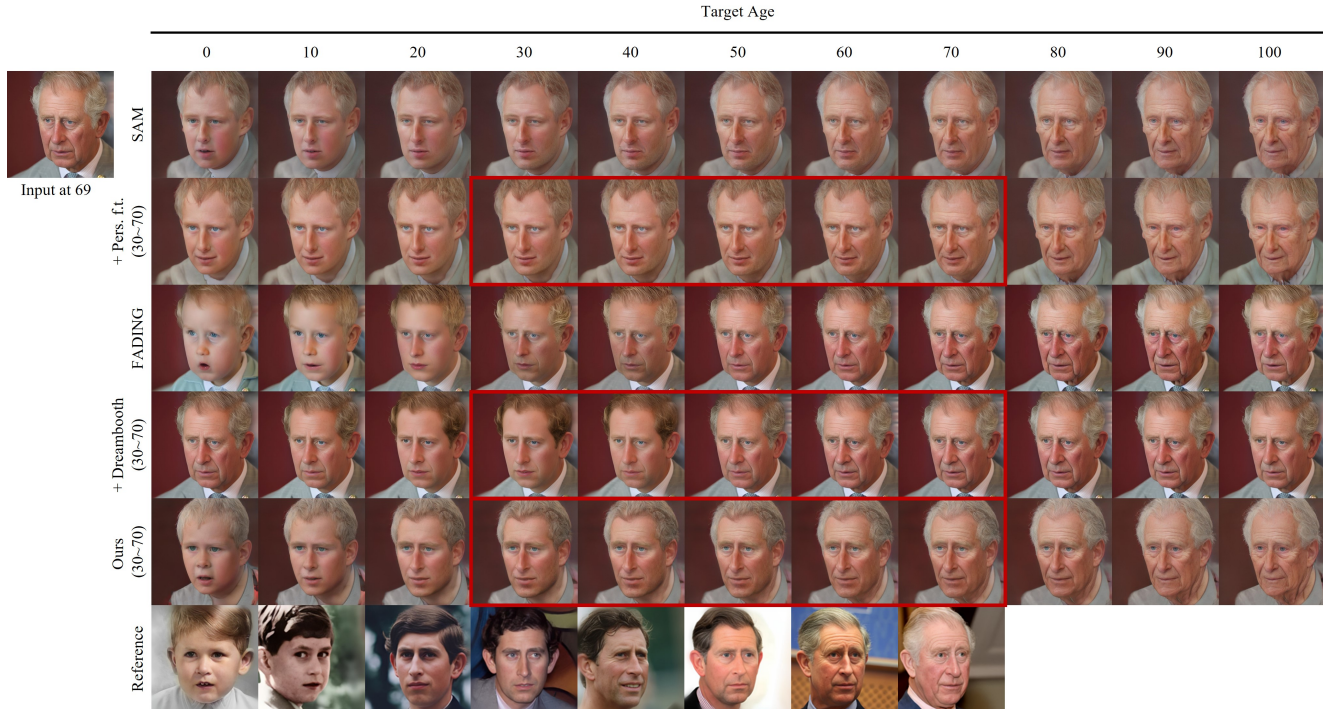 Target Age
0 10 20 30 40 50 60 70 80 90 100
Input at 69
SAM
+ Pers. f.t.
(30~70)
FADING
+ Dreambooth
(30~70)
Ours
(30~70)
Reference